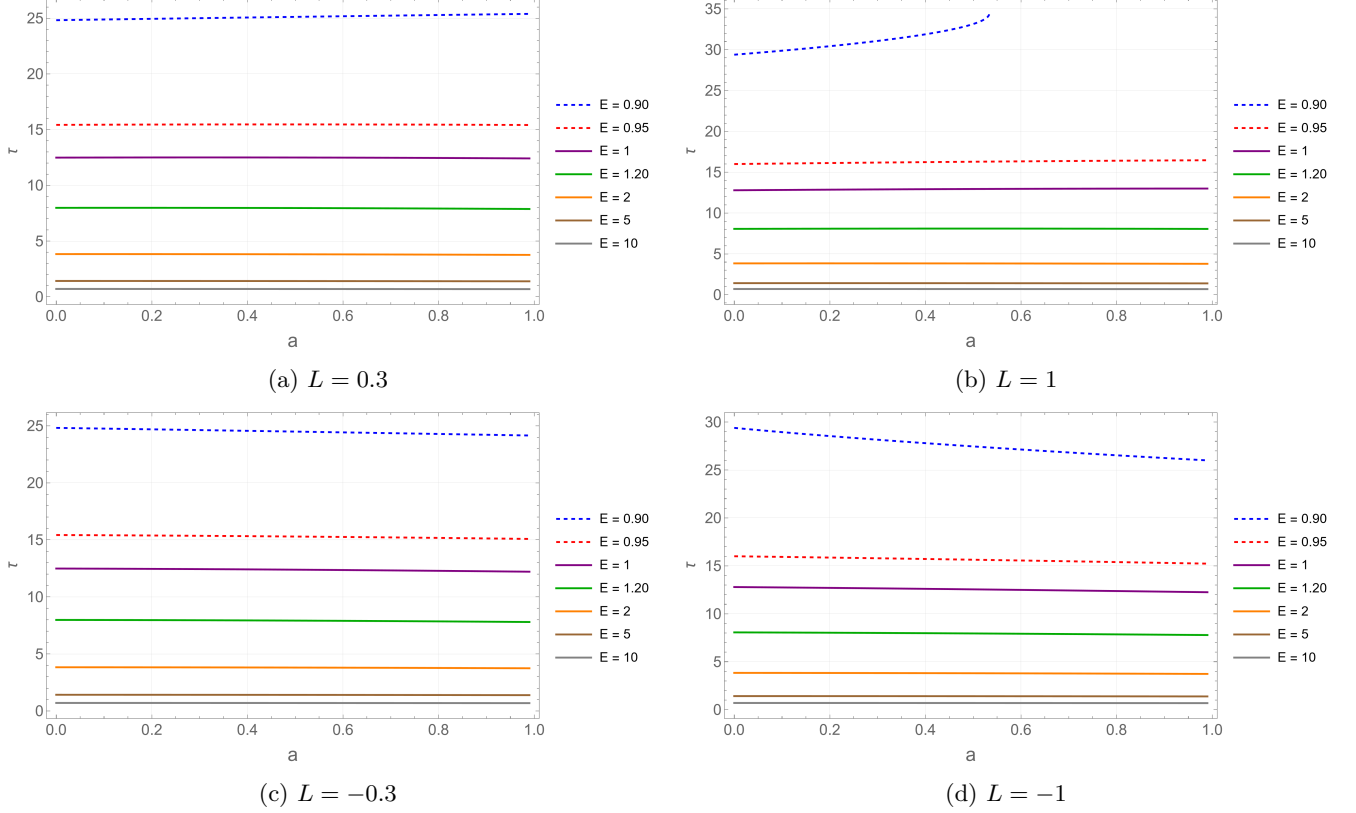 25
20
15
10
5
0
τ
0.0 0.2 0.4 0.6 0.8 1.0
a
E = 0.90
E = 0.95
E = 1
E = 1.20
E = 2
E = 5
E = 10
(a) L = 0.3
35
30
25
20
15
10
5
0
τ
0.0 0.2 0.4 0.6 0.8 1.0
a
E = 0.90
E = 0.95
E = 1
E = 1.20
E = 2
E = 5
E = 10
(b) L = 1
25
20
15
10
5
0
τ
0.0 0.2 0.4 0.6 0.8 1.0
a
E = 0.90
E = 0.95
E = 1
E = 1.20
E = 2
E = 5
E = 10
(c) L = −0.3
30
25
20
15
10
5
0
τ
0.0 0.2 0.4 0.6 0.8 1.0
a
E = 0.90
E = 0.95
E = 1
E = 1.20
E = 2
E = 5
E = 10
(d) L = −1